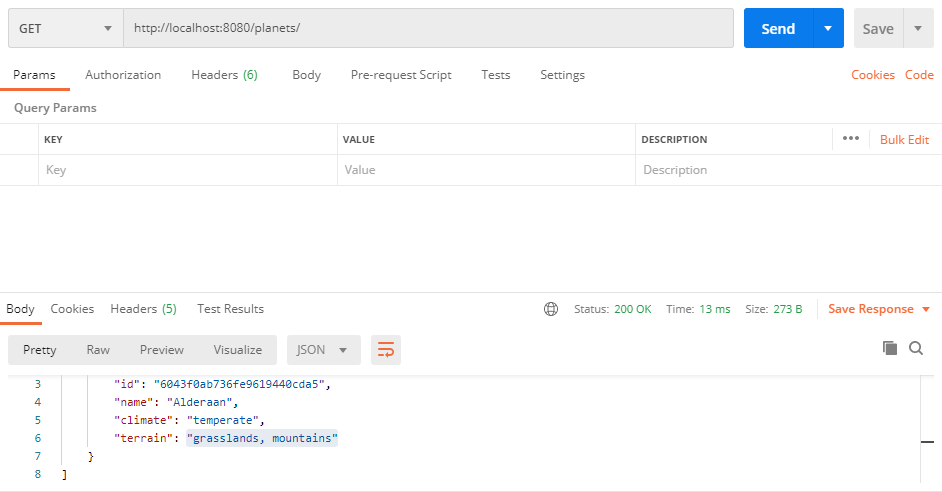 GET http://localhost:8080/planets/ Send Save
Params Authorization Headers (6) Body Pre-request Script Tests Settings Cookies Code
Query Params
KEY VALUE DESCRIPTION ••• Bulk Edit
Key Value Description
Body Cookies Headers (5) Test Results Status: 200 OK Time: 13 ms Size: 273 B Save Response
Pretty Raw Preview Visualize JSON
3 "id": "6043f0ab736fe9619440cda5",
4 "name": "Alderaan",
5 "climate": "temperate",
6 "terrain": "grasslands, mountains"
7 }
8 ]